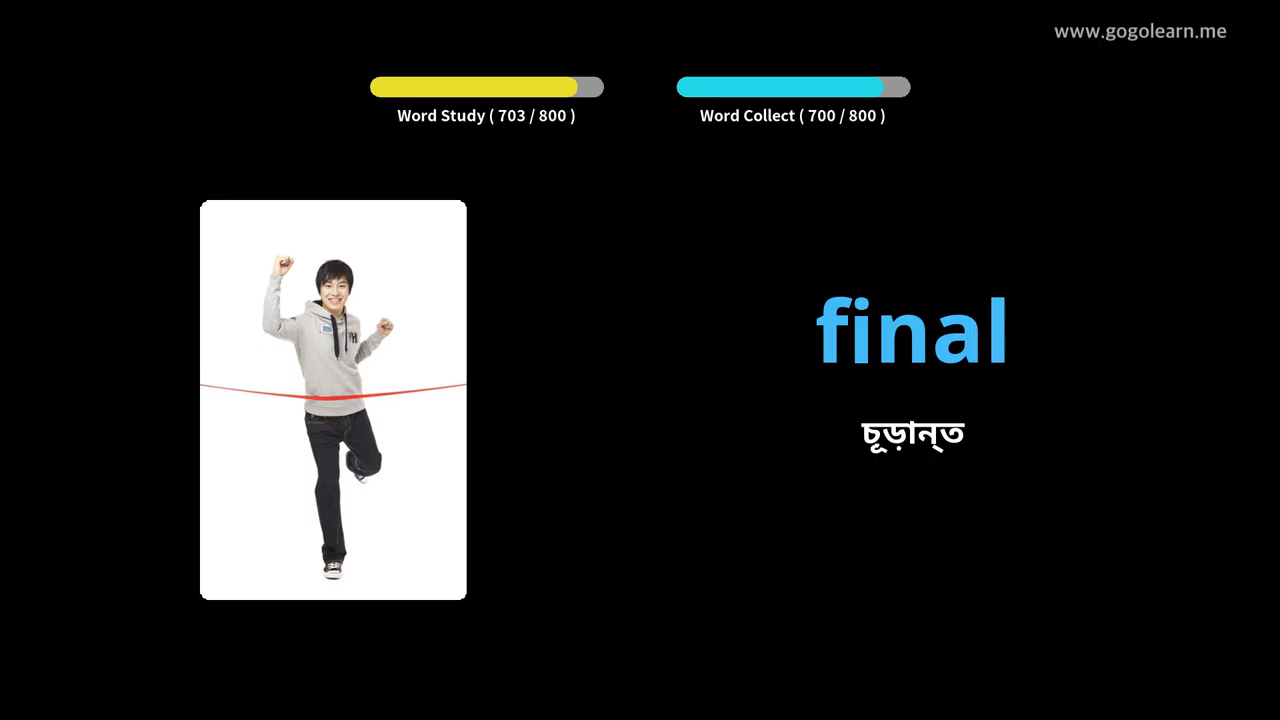 www.gogolearn.me
Word Study ( 703 / 800 )
Word Collect ( 700 / 800 )
final
চূড়ান্ত